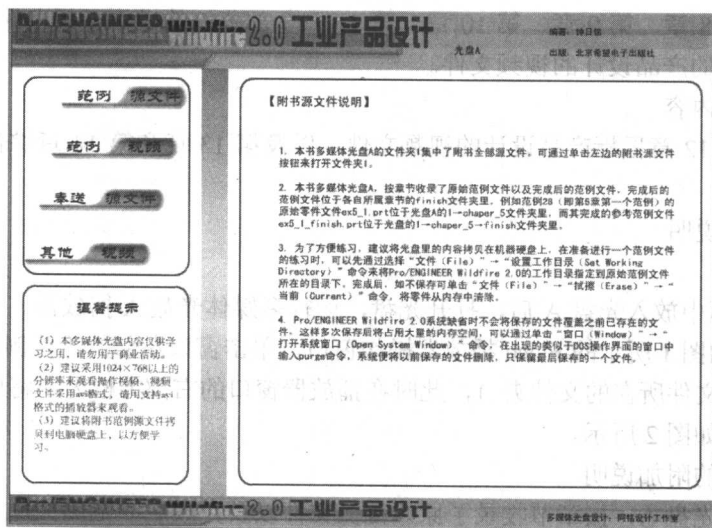 Pro/ENGINEER Wildfire2.0工业产品设计
光盘A
编著：钟日铭
出版：北京希望电子出版社
范例 源文件
范例 视频
奉送 源文件
其他 视频
温馨提示
（1）本多媒体光盘内容仅供学
习之用，请勿用于商业活动。
（2）建议采用1024×768以上的
分辨率来观看操作视频。视频
文件采用avi格式，请用支持avi
格式的播放器来观看。
（3）建议将附书范例源文件拷
贝到电脑硬盘上，以方便学
习。
【附书源文件说明】
1. 本书多媒体光盘A的文件夹1集中了附书全部源文件。可通过单击左边的附书源文件
按钮来打开文件夹1。
2. 本书多媒体光盘A，按章节收录了原始范例文件以及完成后的范例文件，完成后的
范例文件位于各自所属章节的finish文件夹里，例如范例28（即第5章第一个范例）的
原始零件文件ex5_1.prt位于光盘A的1→chaper_5文件夹里，而其完成的参考范例文件
ex5_1_finish.prt位于光盘的1→chaper_5→finish文件夹里。
3. 为了方便练习，建议将光盘里的内容拷贝在机器硬盘上，在准备进行一个范例文件
的练习时，可以先通过选择“文件（File）”→“设置工作目录（Set Working
Directory）”命令来将Pro/ENGINEER Wildfire 2.0的工作目录指定到原始范例文件
所在的目录下。完成后，如不保存可单击“文件（File）”→“拭擦（Erase）”→“
当前（Current）”命令，将零件从内存中清除。
4. Pro/ENGINEER Wildfire 2.0系统缺省时不会将保存的文件覆盖之前已存在的文
件，这样多次保存后将占用大量的内存空间，可以通过单击“窗口（Window）”→“
打开系统窗口（Open System Window）”命令，在出现的类似于DOS操作界面的窗口中
输入purge命令，系统便将以前保存的文件删除，只保留最后保存的一个文件。
Pro/ENGINEER Wildfire2.0工业产品设计
多媒体光盘设计：网格设计工作室